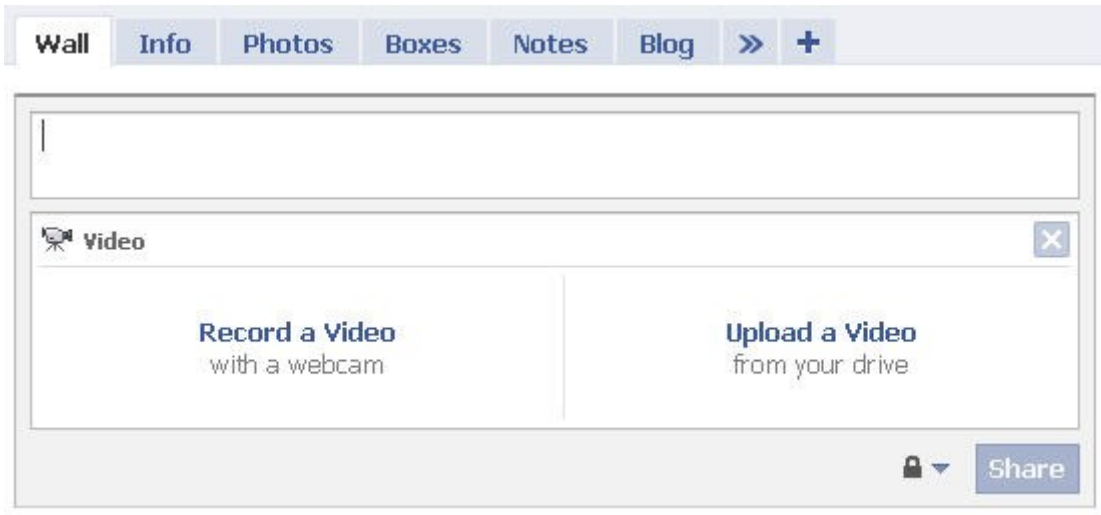 Wall Info Photos Boxes Notes Blog » +
Video
Record a Video Upload a Video
with a webcam from your drive
Share